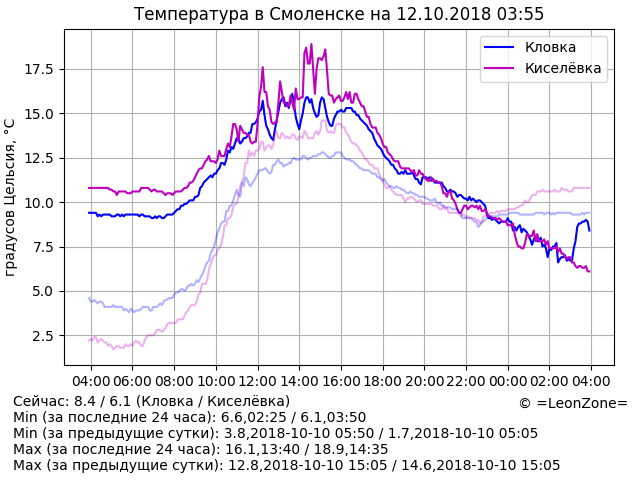 Температура в Смоленске на 12.10.2018 03:55
Кловка
Киселёвка
градусов Цельсия, °C
17.5
15.0
12.5
10.0
7.5
5.0
2.5
04:00 06:00 08:00 10:00 12:00 14:00 16:00 18:00 20:00 22:00 00:00 02:00 04:00
Сейчас: 8.4 / 6.1 (Кловка / Киселёвка)
© =LeonZone=
Min (за последние 24 часа): 6.6,02:25 / 6.1,03:50
Min (за предыдущие сутки): 3.8,2018-10-10 05:50 / 1.7,2018-10-10 05:05
Max (за последние 24 часа): 16.1,13:40 / 18.9,14:35
Max (за предыдущие сутки): 12.8,2018-10-10 15:05 / 14.6,2018-10-10 15:05